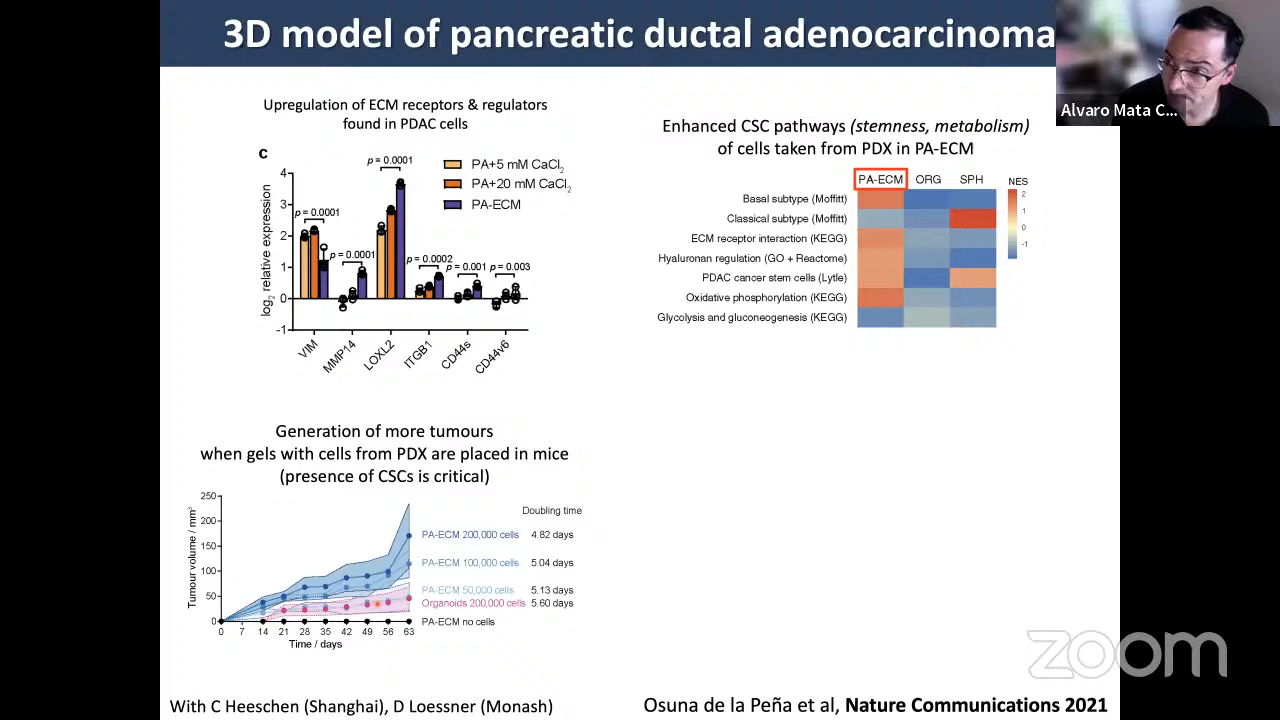 3D model of pancreatic ductal adenocarcinoma
Alvaro Mata C...
Upregulation of ECM receptors & regulators
found in PDAC cells
c
log₂ relative expression
4
3
2
1
0
-1
p = 0.0001
p = 0.0001
p = 0.0001
p = 0.0002
p = 0.001
p = 0.003
PA+5 mM CaCl₂
PA+20 mM CaCl₂
PA-ECM
VIM
MMP14
LOXL2
ITGB1
CD44s
CD44v6
Enhanced CSC pathways (stemness, metabolism)
of cells taken from PDX in PA-ECM
PA-ECM ORG SPH
NES
2
1
0
-1
Basal subtype (Moffitt)
Classical subtype (Moffitt)
ECM receptor interaction (KEGG)
Hyaluronan regulation (GO + Reactome)
PDAC cancer stem cells (Lytle)
Oxidative phosphorylation (KEGG)
Glycolysis and gluconeogenesis (KEGG)
Generation of more tumours
when gels with cells from PDX are placed in mice
(presence of CSCs is critical)
Tumour volume / mm³
250
200
150
100
50
0
0 7 14 21 28 35 42 49 56 63
Time / days
Doubling time
PA-ECM 200,000 cells 4.82 days
PA-ECM 100,000 cells 5.04 days
PA-ECM 50,000 cells 5.13 days
Organoids 200,000 cells 5.60 days
PA-ECM no cells
zoom
With C Heeschen (Shanghai), D Loessner (Monash)
Osuna de la Peña et al, Nature Communications 2021